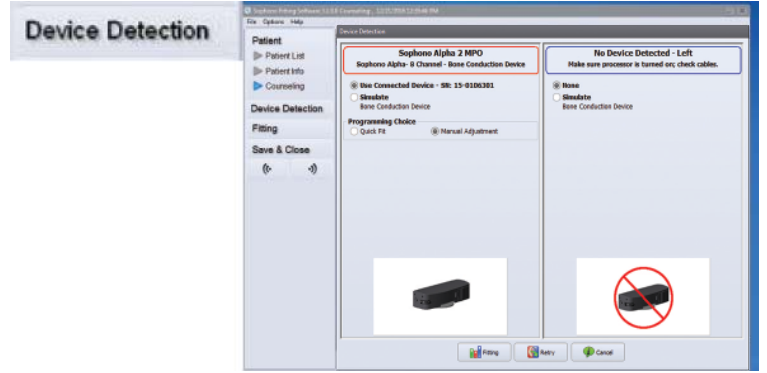 Device Detection
File Options Help
Patient
Patient List
Patient Info
Counseling
Device Detection
Fitting
Save & Close
Device Detection
Sophono Alpha 2 MPO
Sophono Alpha- 8 Channel - Bone Conduction Device
Use Connected Device - SN: 15-0106301
Simulate
Bone Conduction Device
Programming Choice
Quick Fit Manual Adjustment
No Device Detected - Left
Make sure processor is turned on; check cables.
None
Simulate
Bone Conduction Device
Fitting Retry Cancel